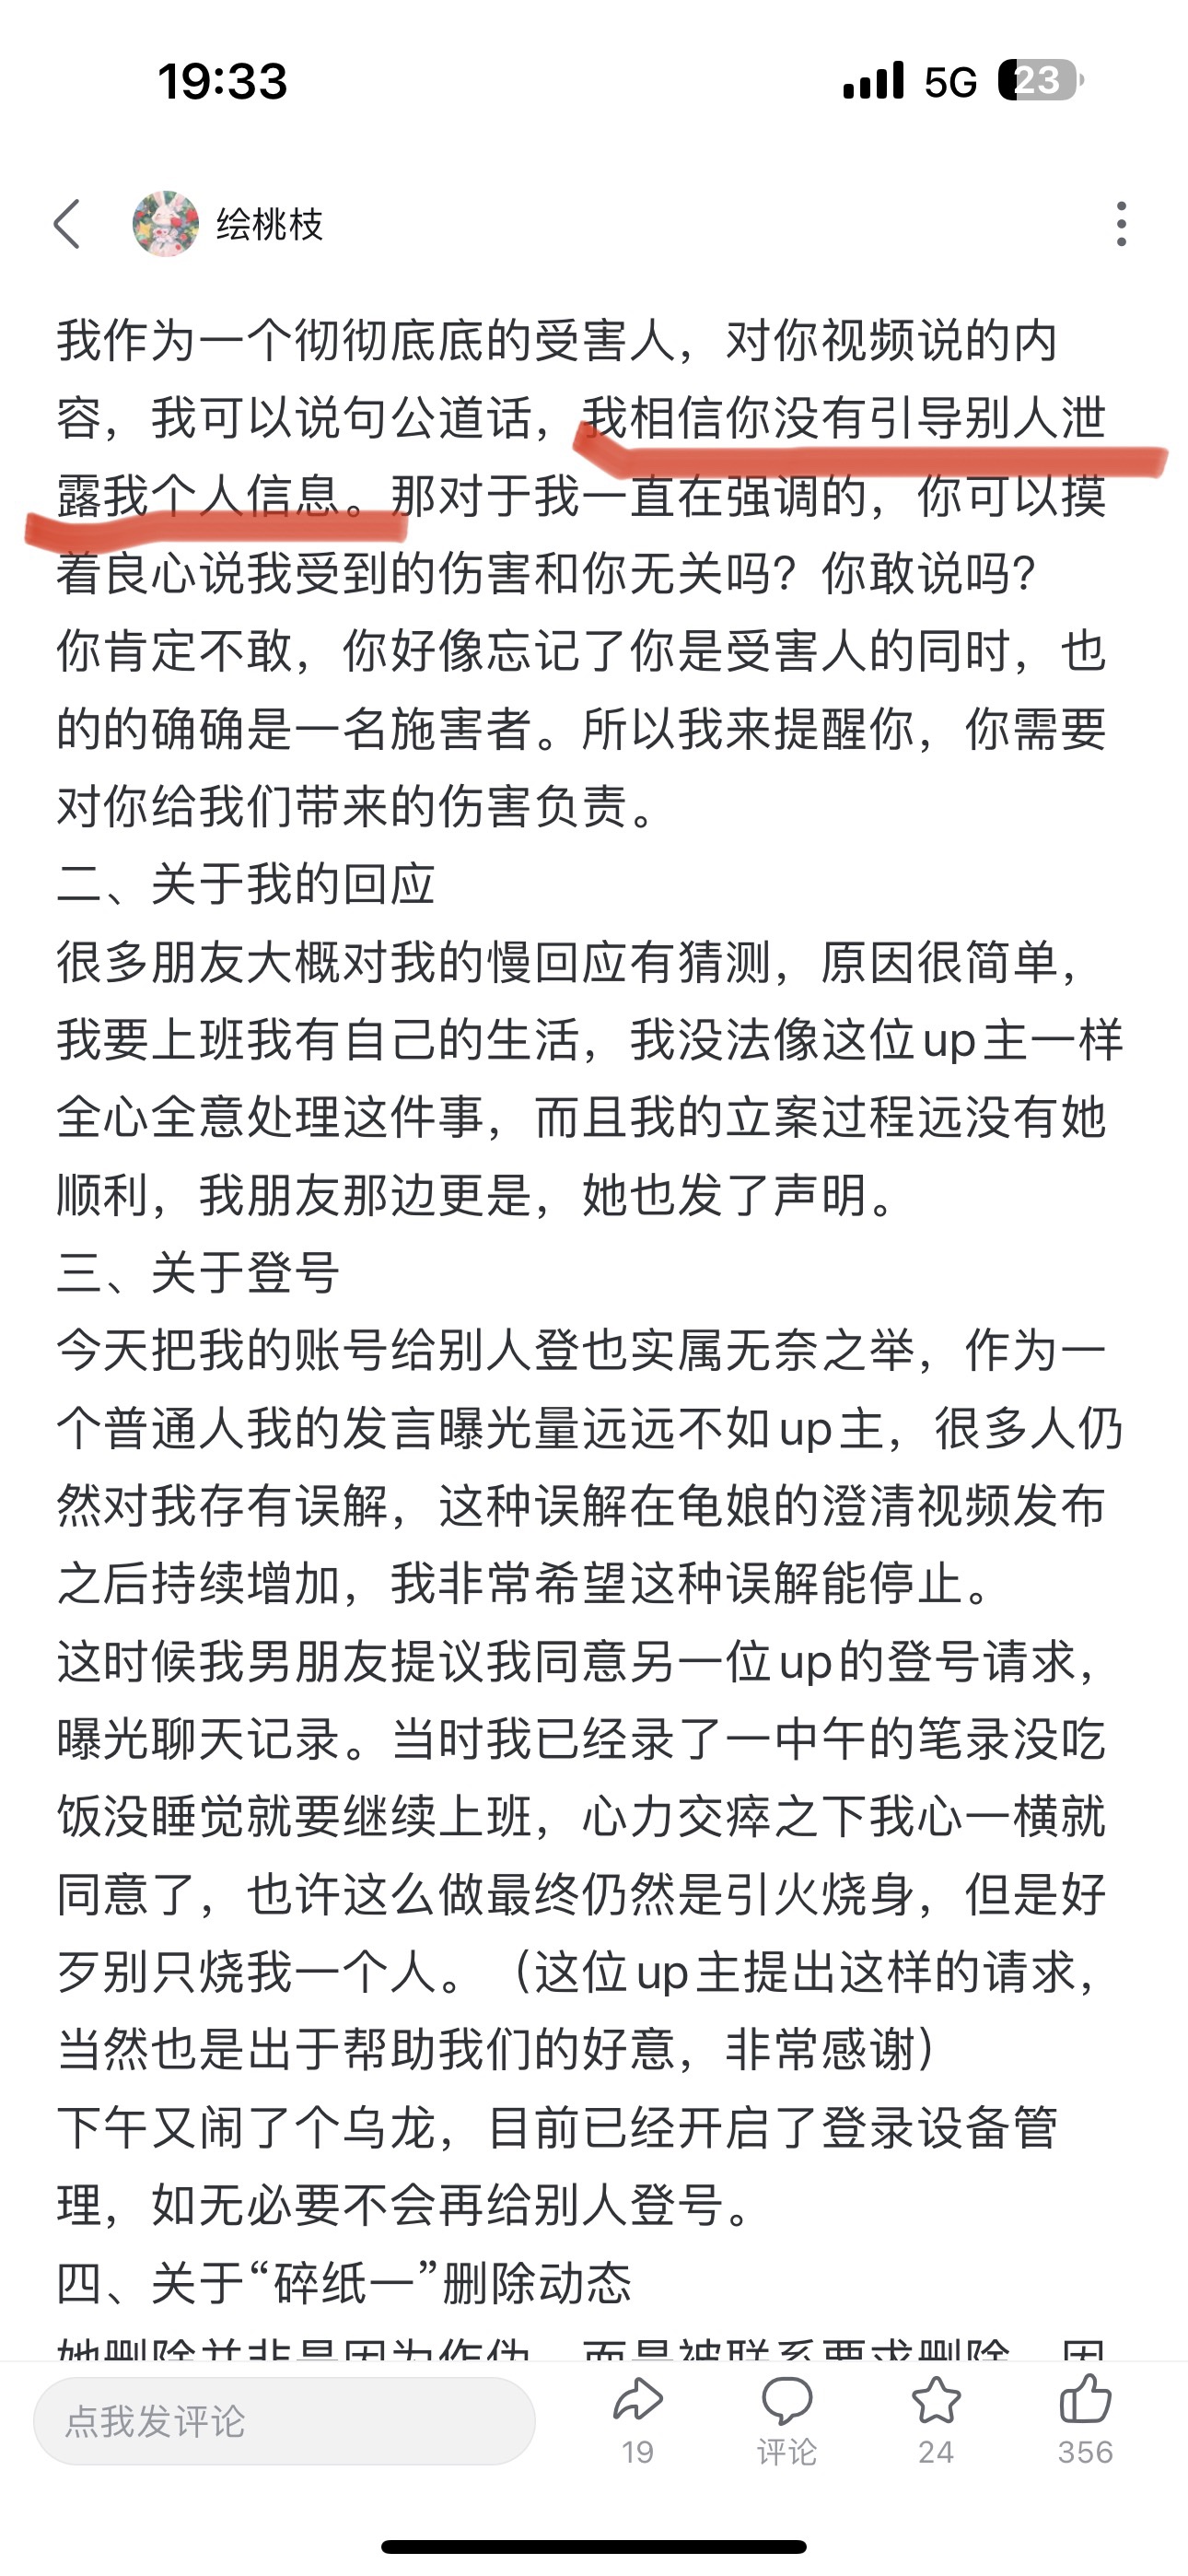 19:33
5G
23
绘桃枝
我作为一个彻彻底底的受害人，对你视频说的内
容，我可以说句公道话，我相信你没有引导别人泄
露我个人信息。那对于我一直在强调的，你可以摸
着良心说我受到的伤害和你无关吗？你敢说吗？
你肯定不敢，你好像忘记了你是受害人的同时，也
的的确确是一名施害者。所以我来提醒你，你需要
对你给我们带来的伤害负责。
二、关于我的回应
很多朋友大概对我的慢回应有猜测，原因很简单，
我要上班我有自己的生活，我没法像这位up主一样
全心全意处理这件事，而且我的立案过程远没有她
顺利，我朋友那边更是，她也发了声明。
三、关于登号
今天把我的账号给别人登也实属无奈之举，作为一
个普通人我的发言曝光量远远不如up主，很多人仍
然对我存有误解，这种误解在龟娘的澄清视频发布
之后持续增加，我非常希望这种误解能停止。
这时候我男朋友提议我同意另一位up的登号请求，
曝光聊天记录。当时我已经录了一中午的笔录没吃
饭没睡觉就要继续上班，心力交瘁之下我心一横就
同意了，也许这么做最终仍然是引火烧身，但是好
歹别只烧我一个人。（这位up主提出这样的请求，
当然也是出于帮助我们的好意，非常感谢）
下午又闹了个乌龙，目前已经开启了登录设备管
理，如无必要不会再给别人登号。
四、关于“碎纸一”删除动态
她删除并非是因为作伪，而是被联系要求删除，因
点我发评论
19
评论
24
356